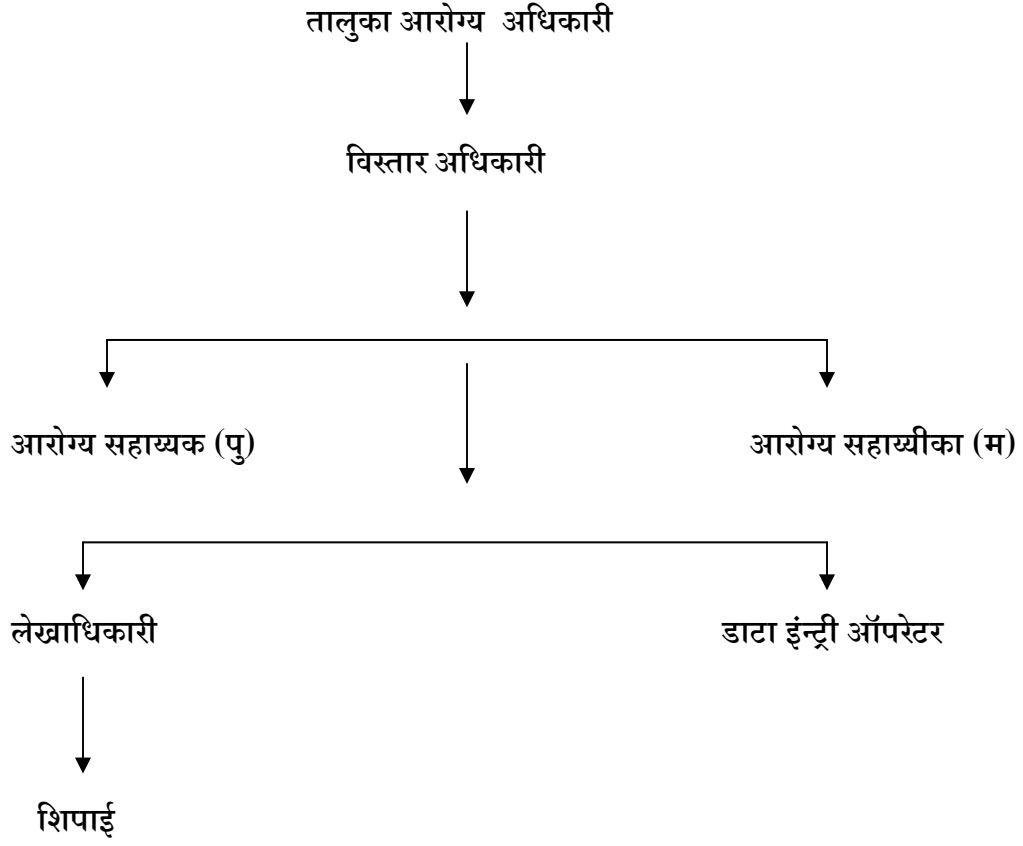 तालुका आरोग्य अधिकारी
विस्तार अधिकारी
आरोग्य सहाय्यक (पु)
आरोग्य सहाय्यीका (म)
लेखाधिकारी
डाटा इंन्ट्री ऑपरेटर
शिपाई